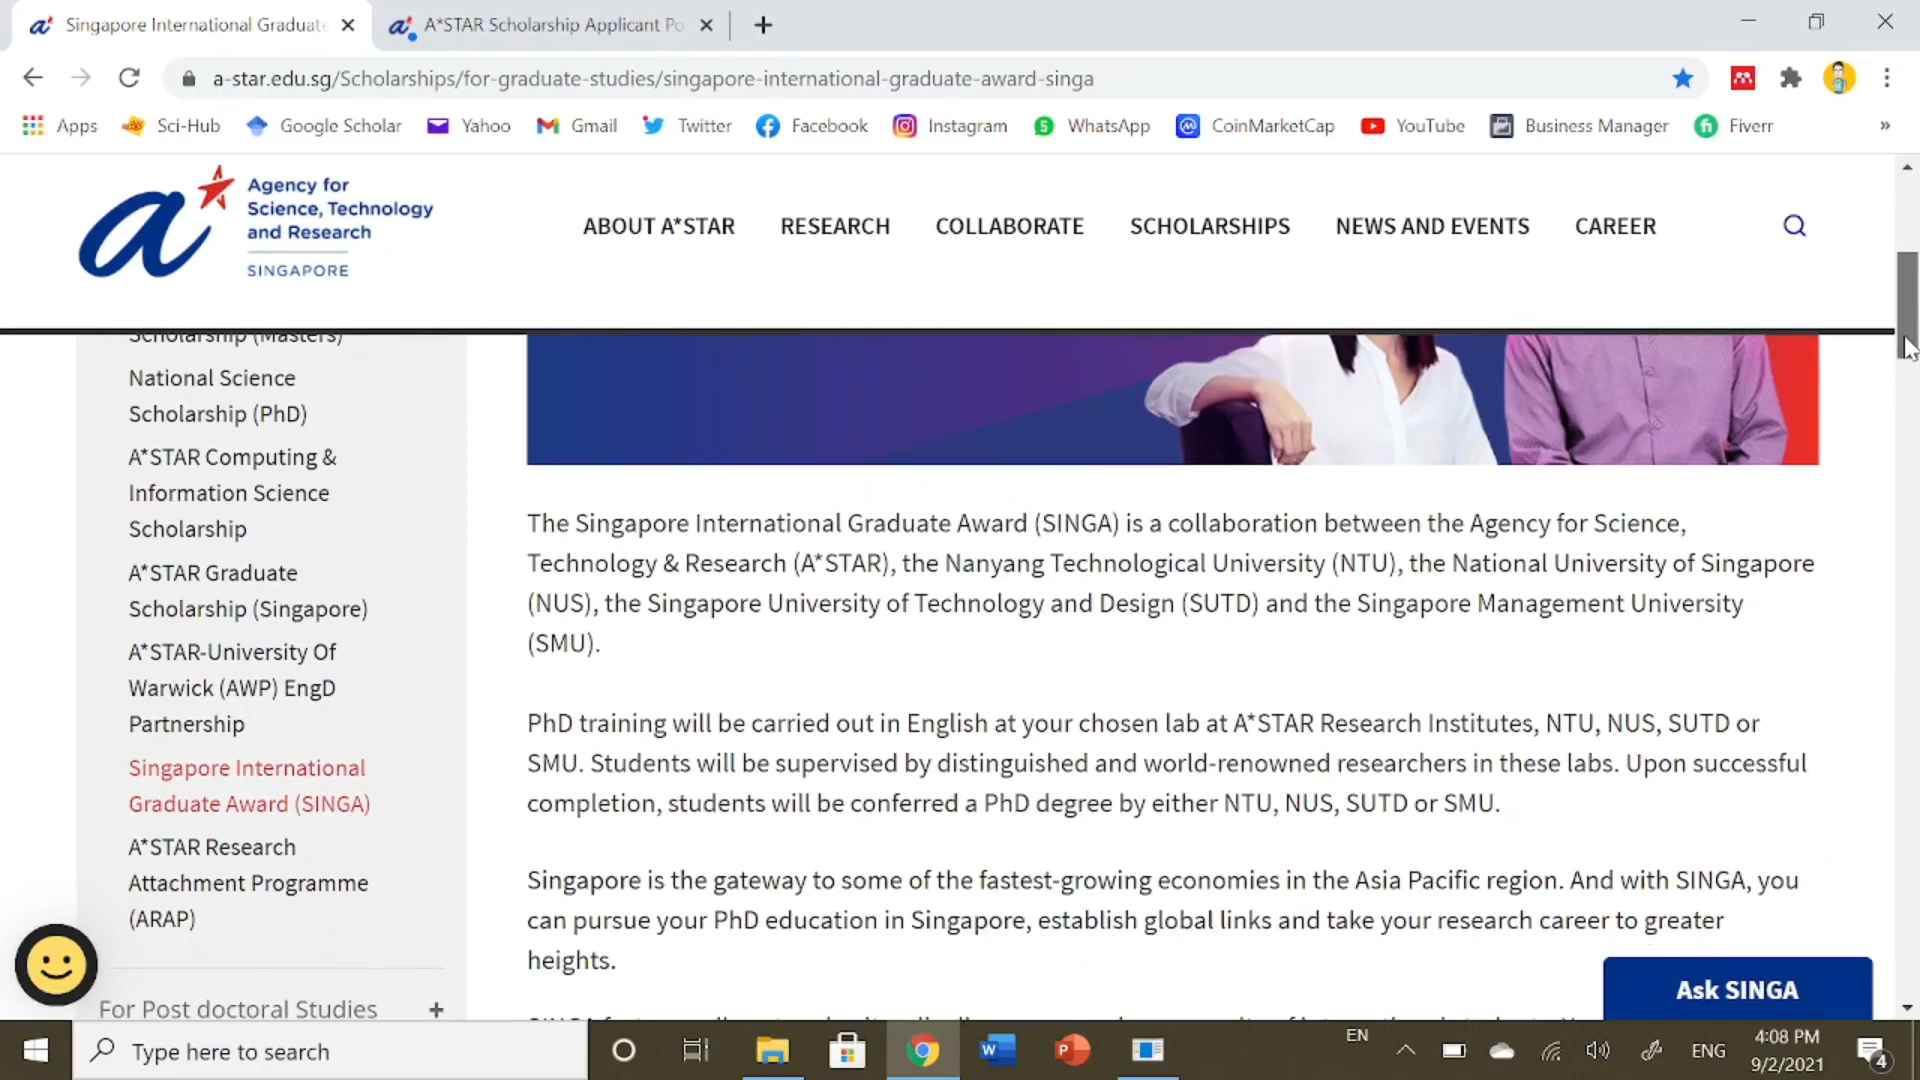 Singapore International Graduate
A*STAR Scholarship Applicant Po
a-star.edu.sg/Scholarships/for-graduate-studies/singapore-international-graduate-award-singa
Apps
Sci-Hub
Google Scholar
Yahoo
Gmail
Twitter
Facebook
Instagram
WhatsApp
CoinMarketCap
YouTube
Business Manager
Fiverr
»
a
Agency for
Science, Technology
and Research
SINGAPORE
ABOUT A*STAR
RESEARCH
COLLABORATE
SCHOLARSHIPS
NEWS AND EVENTS
CAREER
Scholarship (Masters)
National Science
Scholarship (PhD)
A*STAR Computing &
Information Science
Scholarship
A*STAR Graduate
Scholarship (Singapore)
A*STAR-University Of
Warwick (AWP) EngD
Partnership
Singapore International
Graduate Award (SINGA)
A*STAR Research
Attachment Programme
(ARAP)
For Post doctoral Studies +
The Singapore International Graduate Award (SINGA) is a collaboration between the Agency for Science,
Technology & Research (A*STAR), the Nanyang Technological University (NTU), the National University of Singapore
(NUS), the Singapore University of Technology and Design (SUTD) and the Singapore Management University
(SMU).
PhD training will be carried out in English at your chosen lab at A*STAR Research Institutes, NTU, NUS, SUTD or
SMU. Students will be supervised by distinguished and world-renowned researchers in these labs. Upon successful
completion, students will be conferred a PhD degree by either NTU, NUS, SUTD or SMU.
Singapore is the gateway to some of the fastest-growing economies in the Asia Pacific region. And with SINGA, you
can pursue your PhD education in Singapore, establish global links and take your research career to greater
heights.
Ask SINGA
Type here to search
EN
ENG
4:08 PM
9/2/2021
4